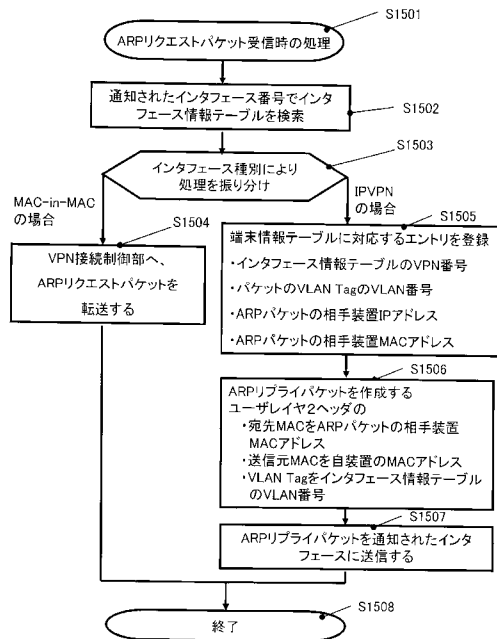 S1501
ARPリクエストパケット受信時の処理
通知されたインタフェース番号でインタ
フェース情報テーブルを検索
S1502
S1503
インタフェース種別により
処理を振り分け
MAC-in-MAC
の場合
IPVPN
の場合
S1504
VPN接続制御部へ、
ARPリクエストパケットを
転送する
S1505
端末情報テーブルに対応するエントリを登録
・インタフェース情報テーブルのVPN番号
・パケットのVLAN TagのVLAN番号
・ARPパケットの相手装置IPアドレス
・ARPパケットの相手装置MACアドレス
S1506
ARPリプライパケットを作成する
ユーザレイヤ2ヘッダの
・宛先MACをARPパケットの相手装置
MACアドレス
・送信元MACを自装置のMACアドレス
・VLAN Tagをインタフェース情報テーブル
のVLAN番号
S1507
ARPリプライパケットを通知されたインタ
フェースに送信する
S1508
終了